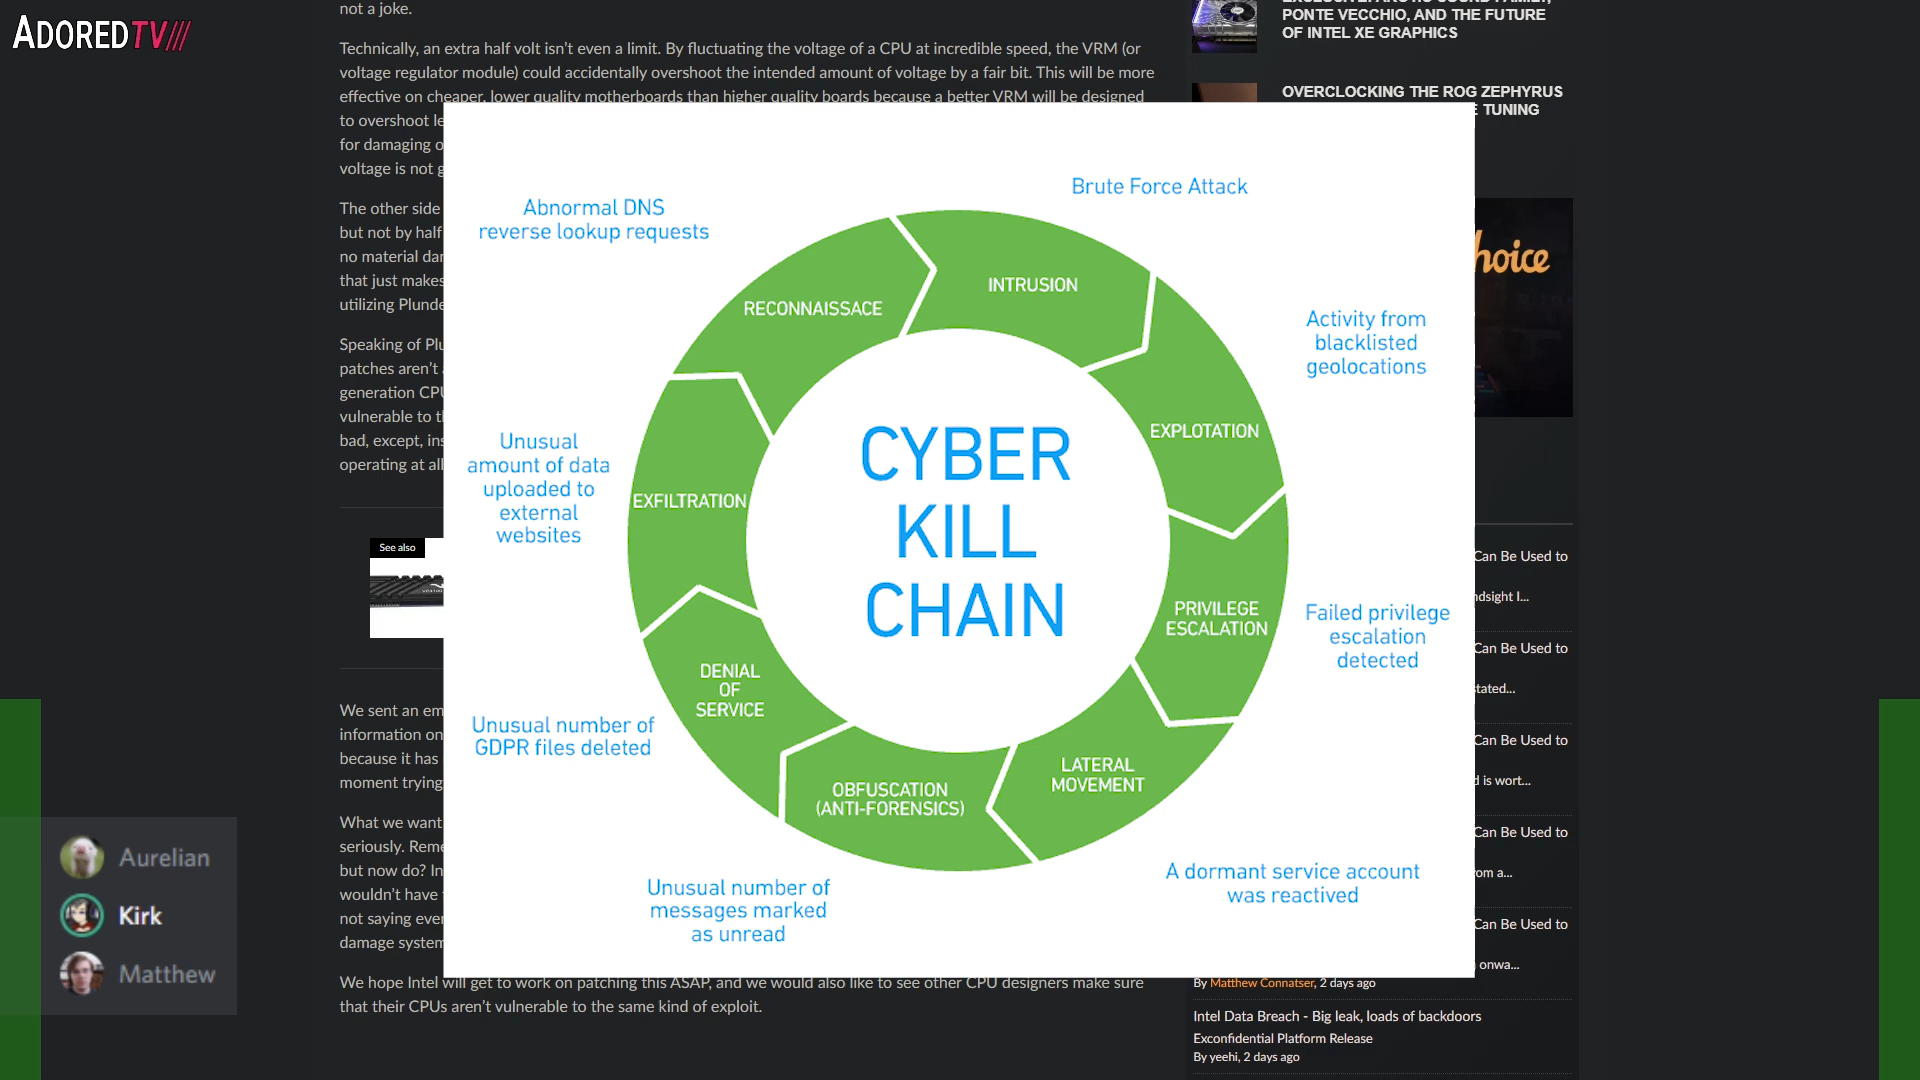 ADOREDTV
not a joke.
Technically, an extra half volt isn't even a limit. By fluctuating the voltage of a CPU at incredible speed, the VRM (or
voltage regulator module) could accidentally overshoot the intended amount of voltage by a fair bit. This will be more
effective on cheaper, lower quality motherboards than higher quality boards because a better VRM will be designed
to overshoot
for damaging
voltage is not
The other side
but not by half
no material
that just makes
utilizing
Speaking of
patches aren't
generation
vulnerable to
bad, except,
operating at all
See also
We sent an
information on
because it has
moment trying
What we want
seriously.
but now do?
wouldn't have
not saying
damage
We hope Intel will get to work on patching this ASAP, and we would also like to see other CPU designers make sure
that their CPUs aren't vulnerable to the same kind of exploit.
Abnormal DNS
reverse lookup requests
Brute Force Attack
Activity from
blacklisted
geolocations
Failed privilege
escalation
detected
A dormant service account
was reactived
Unusual number of
messages marked
as unread
Unusual number of
GDPR files deleted
Unusual
amount of data
uploaded to
external
websites
RECONNAISSACE
INTRUSION
EXPLOTATION
PRIVILEGE
ESCALATION
LATERAL
MOVEMENT
OBFUSCATION
(ANTI-FORENSICS)
DENIAL
OF
SERVICE
EXFILTRATION
CYBER
KILL
CHAIN
PONTE VECCHIO, AND THE FUTURE
OF INTEL XE GRAPHICS
OVERCLOCKING THE ROG ZEPHYRUS
TUNING
hoice
Can Be Used to
ndsight I...
Can Be Used to
tated...
Can Be Used to
is wort...
Can Be Used to
om a...
Can Be Used to
onwa...
By Matthew Connatser, 2 days ago
Intel Data Breach - Big leak, loads of backdoors
Exconfidential Platform Release
By yeehi, 2 days ago
Aurelian
Kirk
Matthew